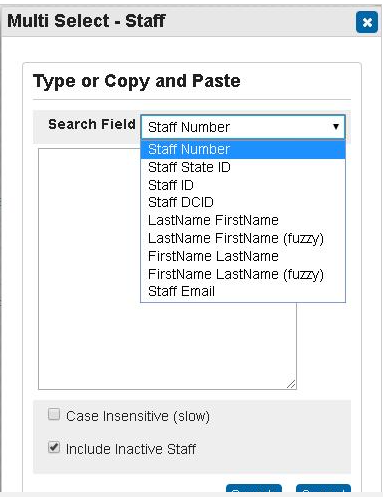 Multi Select - Staff
Type or Copy and Paste
Search Field Staff Number
Staff Number
Staff State ID
Staff ID
Staff DCID
LastName FirstName
LastName FirstName (fuzzy)
FirstName LastName
FirstName LastName (fuzzy)
Staff Email
Case Insensitive (slow)
Include Inactive Staff